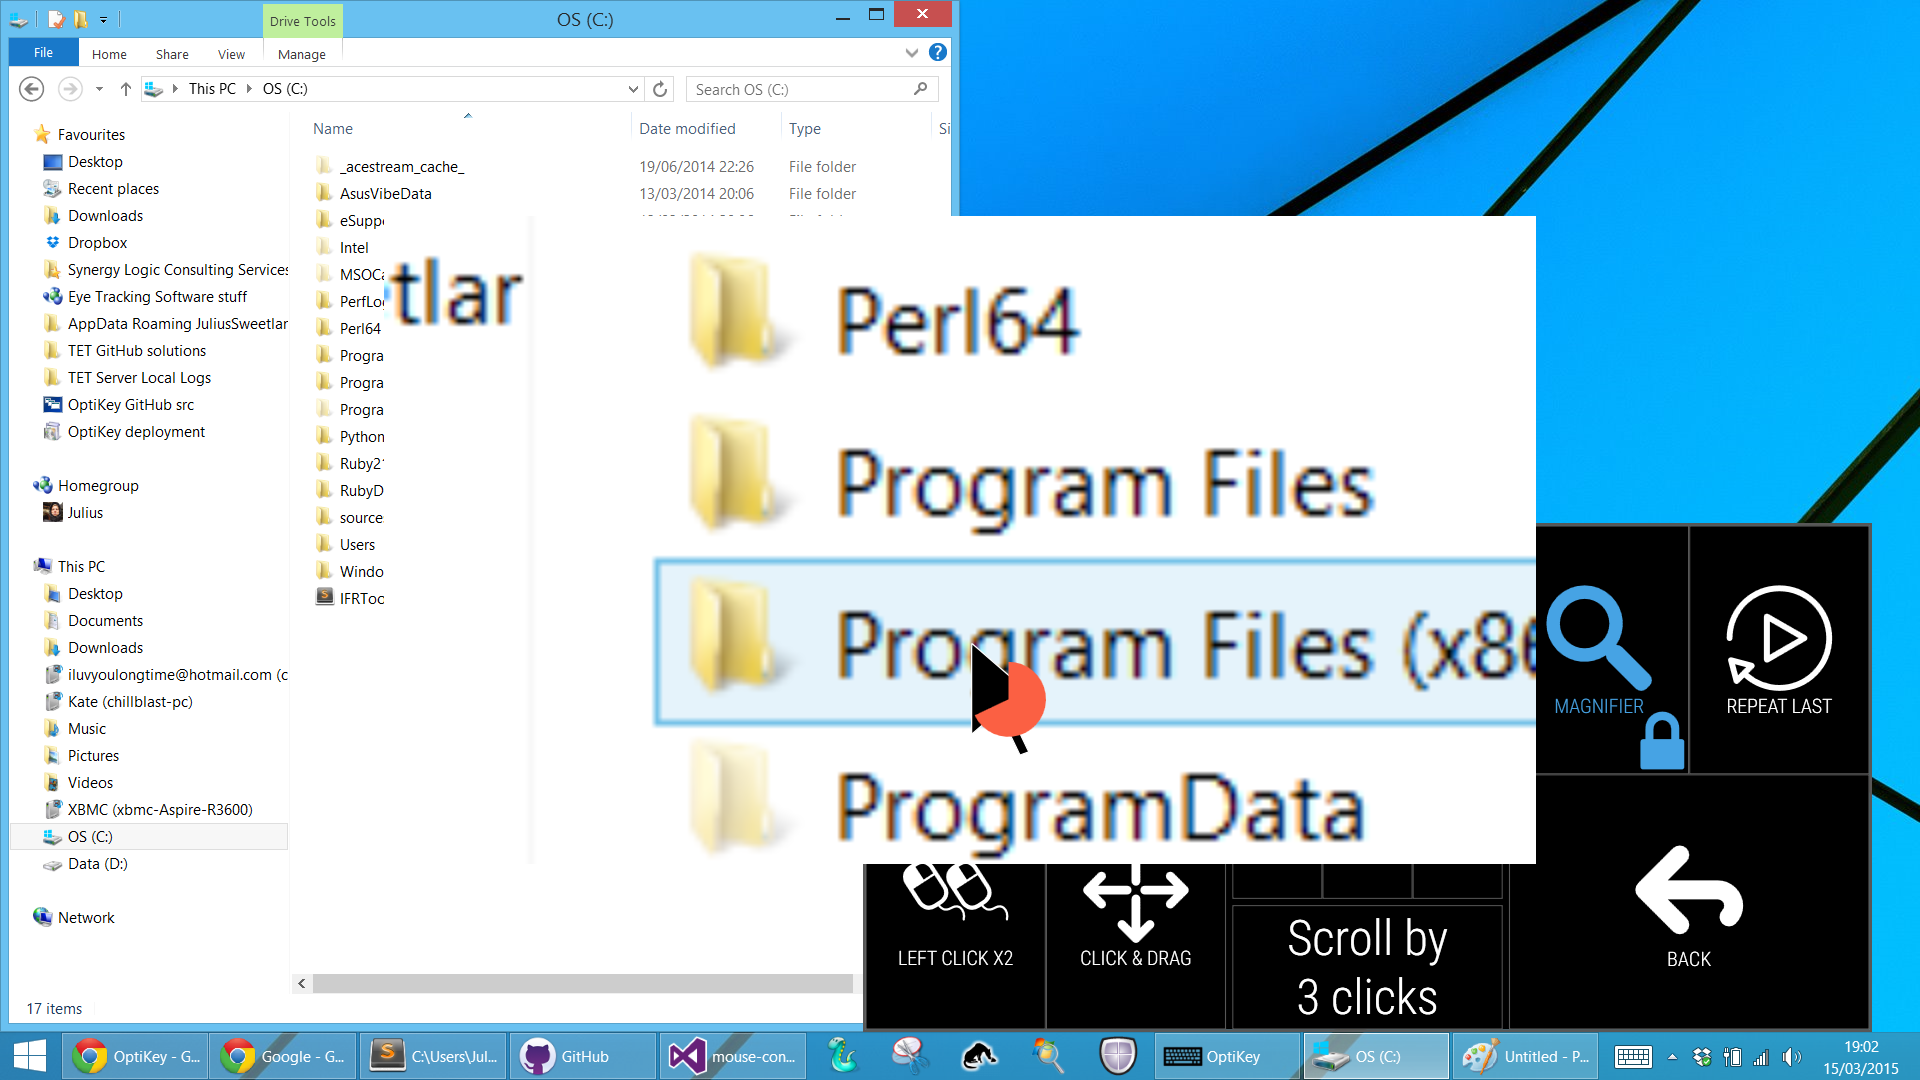 Drive Tools
OS (C:)
File
Home
Share
View
Manage
This PC
OS (C:)
Search OS (C:)
Name
Date modified
Type
Si
Favourites
Desktop
Recent places
Downloads
Dropbox
Synergy Logic Consulting Services
Eye Tracking Software stuff
AppData Roaming JuliusSweetlar
TET GitHub solutions
TET Server Local Logs
OptiKey GitHub src
OptiKey deployment
Homegroup
Julius
This PC
Desktop
Documents
Downloads
iluvyoulongtime@hotmail.com (c
Kate (chillblast-pc)
Music
Pictures
Videos
XBMC (xbmc-Aspire-R3600)
OS (C:)
Data (D:)
Network
17 items
_acestream_cache_ 19/06/2014 22:26 File folder
AsusVibeData 13/03/2014 20:06 File folder
eSuppo
Intel
MSOCa
PerfLog
Perl64
Progra
Progra
Progra
Python
Ruby21
RubyD
source
Users
Windo
IFRToo
tlar
Perl64
Program Files
Program Files (x86
ProgramData
MAGNIFIER
REPEAT LAST
LEFT CLICK X2
CLICK & DRAG
Scroll by
3 clicks
BACK
OptiKey - G...
Google - G...
C:\Users\Jul...
GitHub
mouse-con...
OptiKey
OS (C:)
Untitled - P...
19:02
15/03/2015